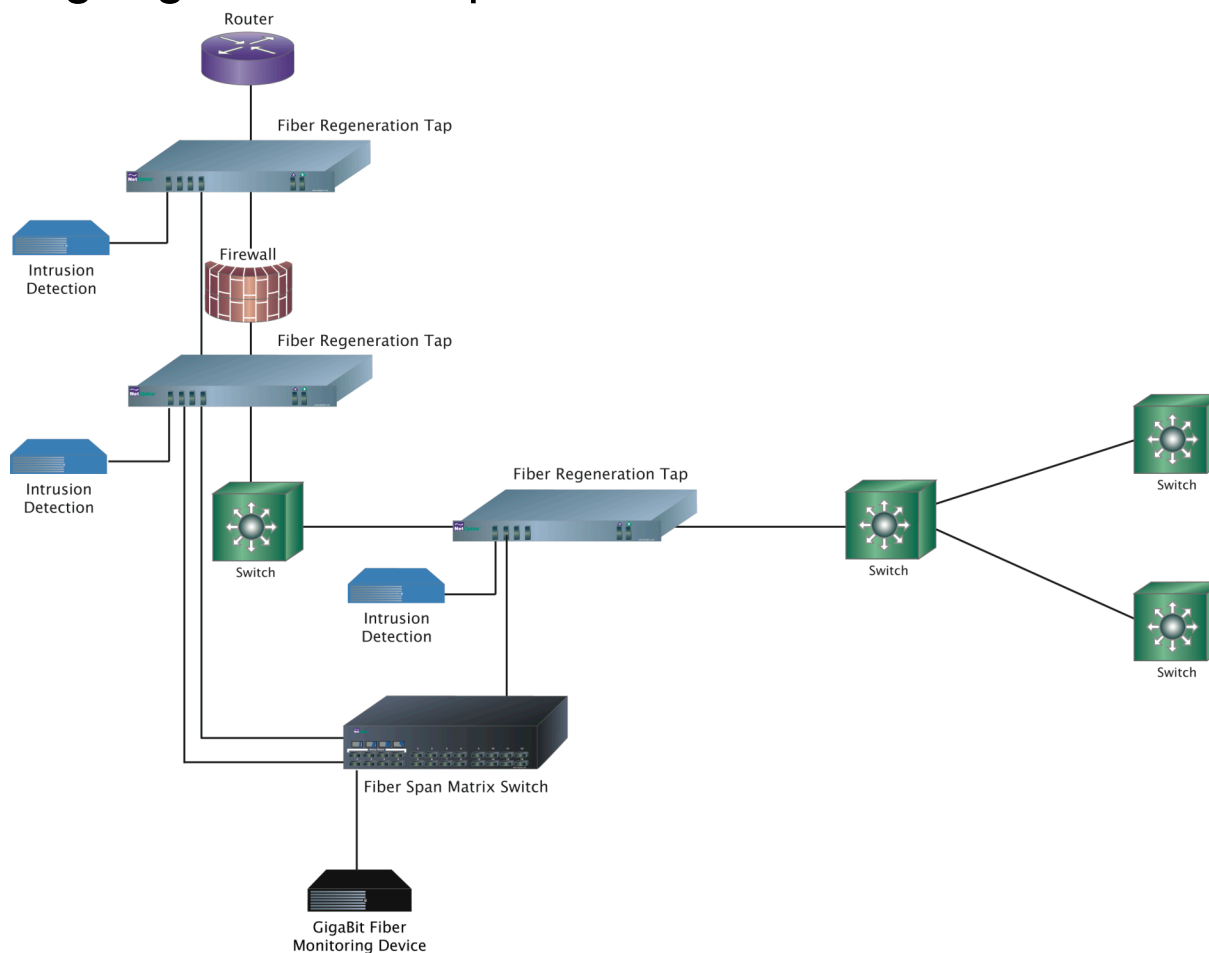 Router
Fiber Regeneration Tap
Intrusion
Detection
Firewall
Fiber Regeneration Tap
Intrusion
Detection
Fiber Regeneration Tap
Switch
Switch
Switch
Switch
Intrusion
Detection
Fiber Span Matrix Switch
GigaBit Fiber
Monitoring Device